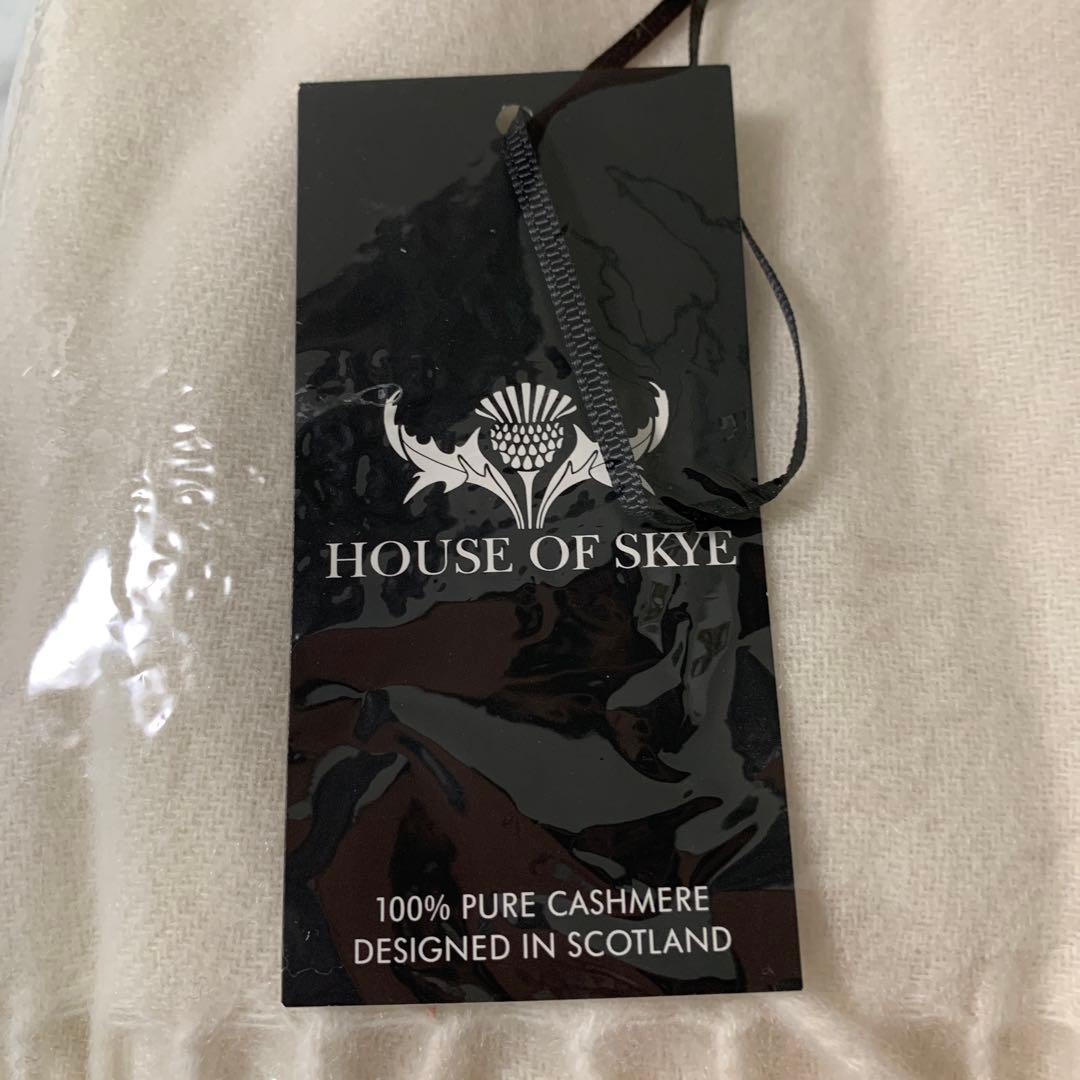 HOUSE OF SKYE
100% PURE CASHMERE
DESIGNED IN SCOTLAND